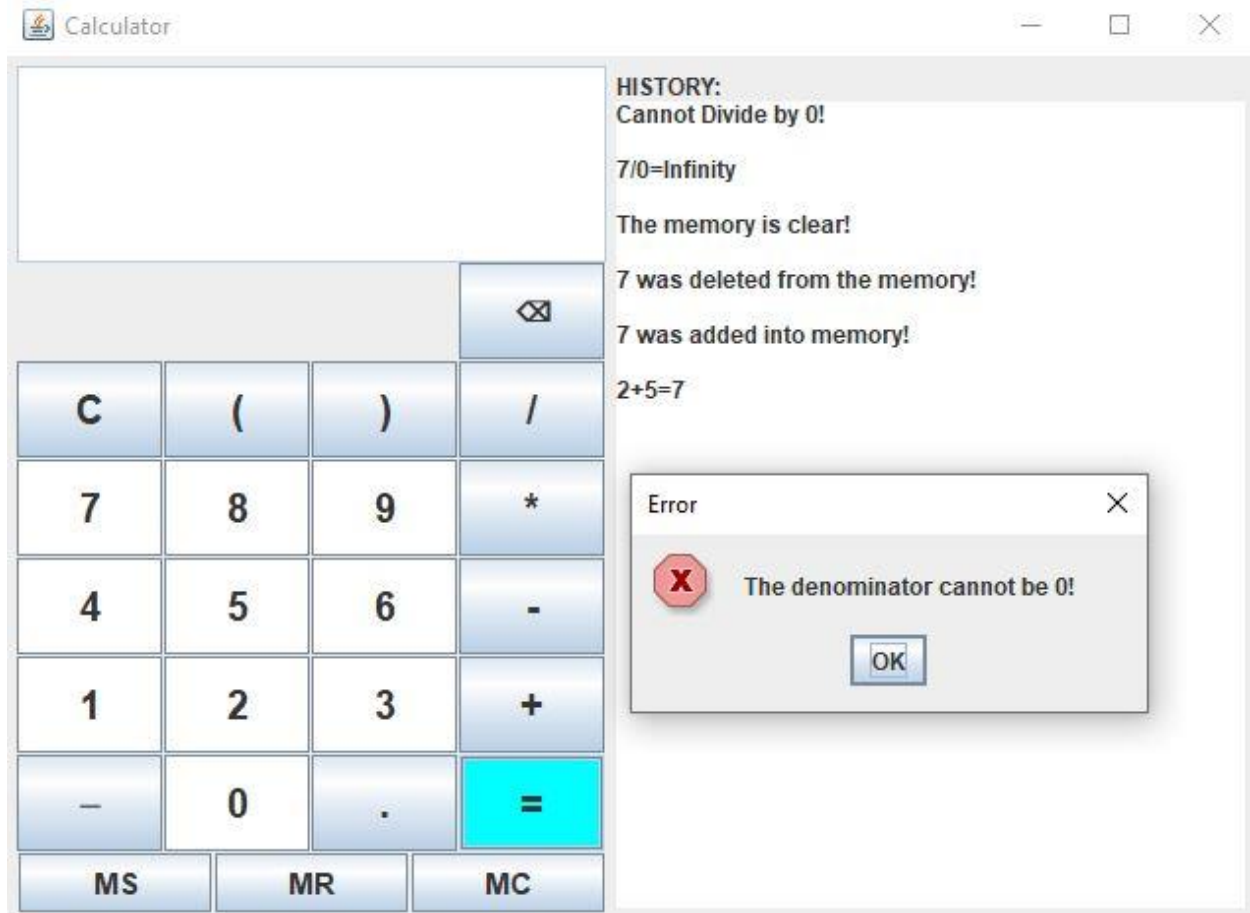 Calculator
HISTORY:
Cannot Divide by 0!
7/0=Infinity
The memory is clear!
7 was deleted from the memory!
7 was added into memory!
2+5=7
⌫
C ( ) /
7 8 9 *
4 5 6 -
1 2 3 +
– 0 . =
MS MR MC
Error
X
The denominator cannot be 0!
OK